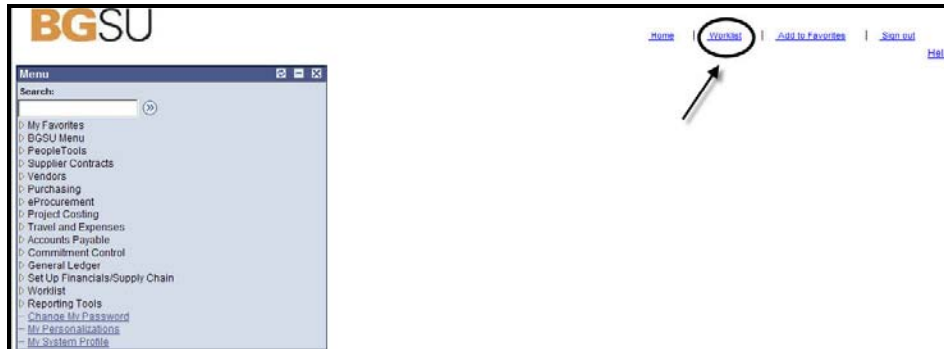 BGSU
Home | Worklist | Add to Favorites | Sign out
Hel
Menu
Search:
My Favorites
BGSU Menu
PeopleTools
Supplier Contracts
Vendors
Purchasing
eProcurement
Project Costing
Travel and Expenses
Accounts Payable
Commitment Control
General Ledger
Set Up Financials/Supply Chain
Worklist
Reporting Tools
Change My Password
My Personalizations
My System Profile